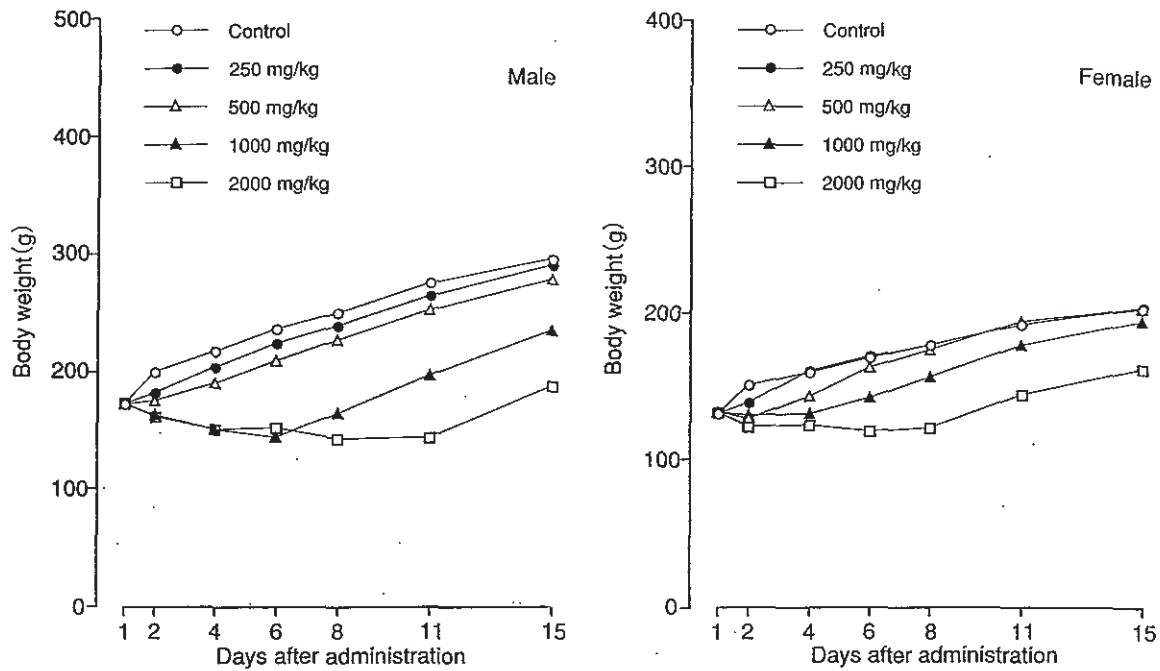 500
400
300
200
100
0
Body weight(g)
Control
250 mg/kg
500 mg/kg
1000 mg/kg
2000 mg/kg
Male
1 2 4 6 8 11 15
Days after administration
400
300
200
100
0
Body weight(g)
Control
250 mg/kg
500 mg/kg
1000 mg/kg
2000 mg/kg
Female
1 2 4 6 8 11 15
Days after administration